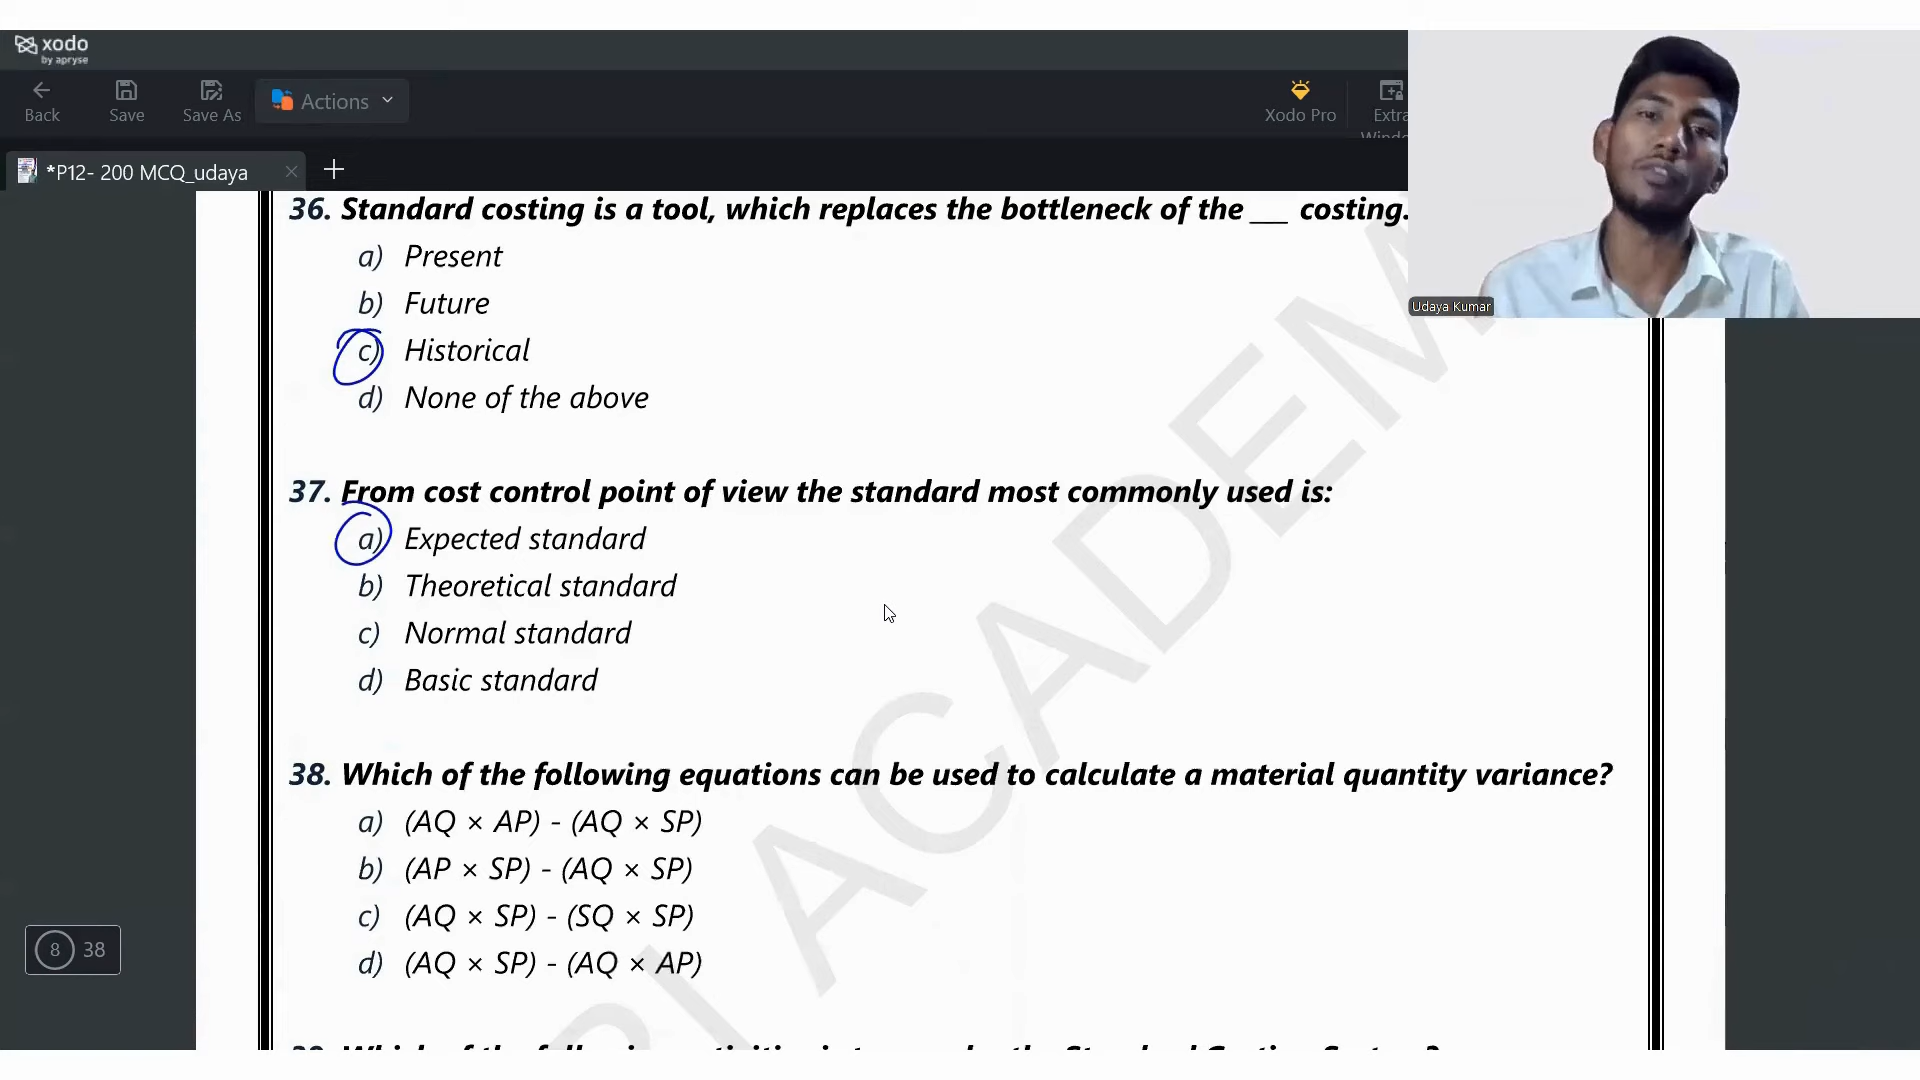 xodo
by apryse
Back
Save
Save As
Actions
Xodo Pro
Extra
*P12- 200 MCQ_udaya
Udaya Kumar
36. Standard costing is a tool, which replaces the bottleneck of the ___ costing.
a) Present
b) Future
c) Historical
d) None of the above
37. From cost control point of view the standard most commonly used is:
a) Expected standard
b) Theoretical standard
c) Normal standard
d) Basic standard
38. Which of the following equations can be used to calculate a material quantity variance?
a) (AQ × AP) - (AQ × SP)
b) (AP × SP) - (AQ × SP)
c) (AQ × SP) - (SQ × SP)
d) (AQ × SP) - (AQ × AP)
8 38
RI ACADEM